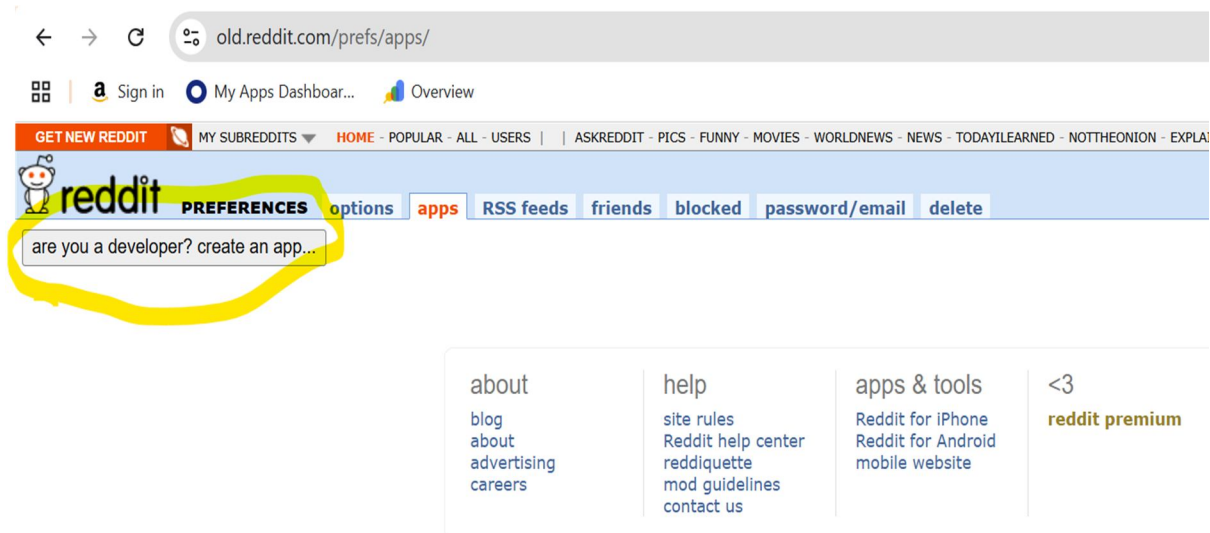 old.reddit.com/prefs/apps/
Sign in My Apps Dashboar... Overview
GET NEW REDDIT MY SUBREDDITS HOME - POPULAR - ALL - USERS | | ASKREDDIT - PICS - FUNNY - MOVIES - WORLDNEWS - NEWS - TODAYILEARNED - NOTTHEONION - EXPLAI
reddit PREFERENCES options apps RSS feeds friends blocked password/email delete
are you a developer? create an app...
about
blog
about
advertising
careers
help
site rules
Reddit help center
reddiquette
mod guidelines
contact us
apps & tools
Reddit for iPhone
Reddit for Android
mobile website
<3
reddit premium